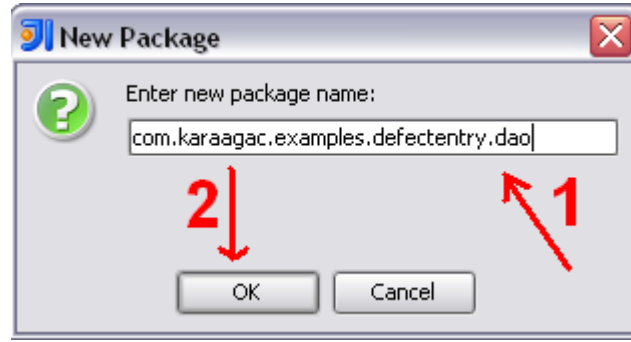 New Package
Enter new package name:
com.karaagac.examples.defectentry.dao
2
1
OK
Cancel